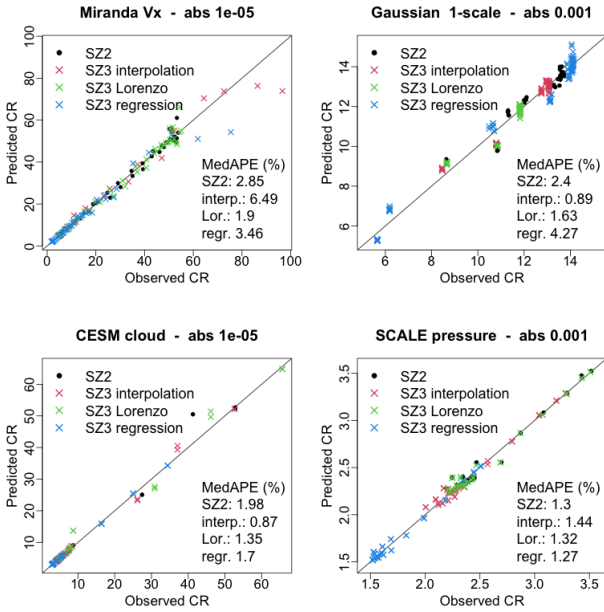 Miranda Vx - abs 1e-05
Predicted CR
0 20 40 60 80 100
SZ2
SZ3 interpolation
SZ3 Lorenzo
SZ3 regression
MedAPE (%)
SZ2: 2.85
interp.: 6.49
Lor.: 1.9
regr. 3.46
0 20 40 60 80 100
Observed CR
Gaussian 1-scale - abs 0.001
Predicted CR
6 8 10 12 14
SZ2
SZ3 interpolation
SZ3 Lorenzo
SZ3 regression
MedAPE (%)
SZ2: 2.4
interp.: 0.89
Lor.: 1.63
regr. 4.27
6 8 10 12 14
Observed CR
CESM cloud - abs 1e-05
Predicted CR
10 20 30 40 50 60
SZ2
SZ3 interpolation
SZ3 Lorenzo
SZ3 regression
MedAPE (%)
SZ2: 1.98
interp.: 0.87
Lor.: 1.35
regr. 1.7
10 20 30 40 50 60
Observed CR
SCALE pressure - abs 0.001
Predicted CR
1.5 2.0 2.5 3.0 3.5
SZ2
SZ3 interpolation
SZ3 Lorenzo
SZ3 regression
MedAPE (%)
SZ2: 1.3
interp.: 1.44
Lor.: 1.32
regr. 1.27
1.5 2.0 2.5 3.0 3.5
Observed CR